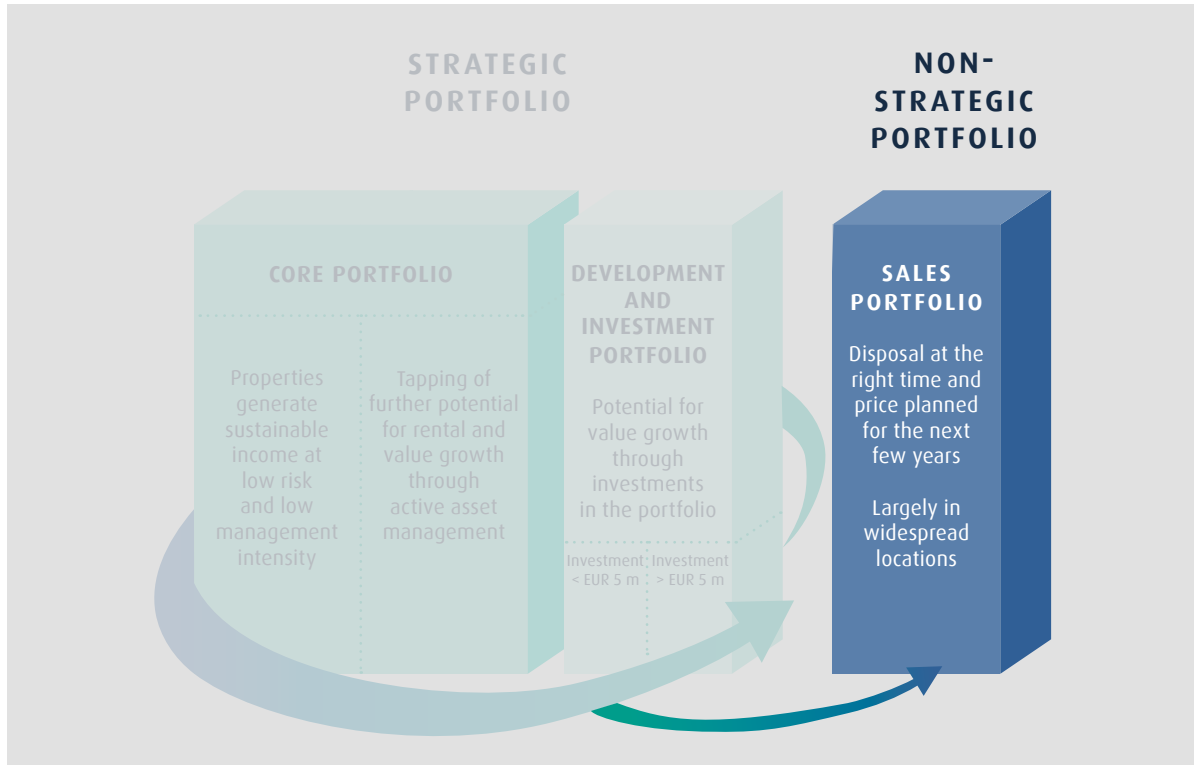 STRATEGIC
PORTFOLIO
NON-
STRATEGIC
PORTFOLIO
CORE PORTFOLIO
Properties
generate
sustainable
income at
low risk
and low
management
intensity
Tapping of
further potential
for rental and
value growth
through
active asset
management
DEVELOPMENT
AND
INVESTMENT
PORTFOLIO
Potential for
value growth
through
investments
in the portfolio
Investment
< EUR 5 m
Investment
> EUR 5 m
SALES
PORTFOLIO
Disposal at the
right time and
price planned
for the next
few years
Largely in
widespread
locations